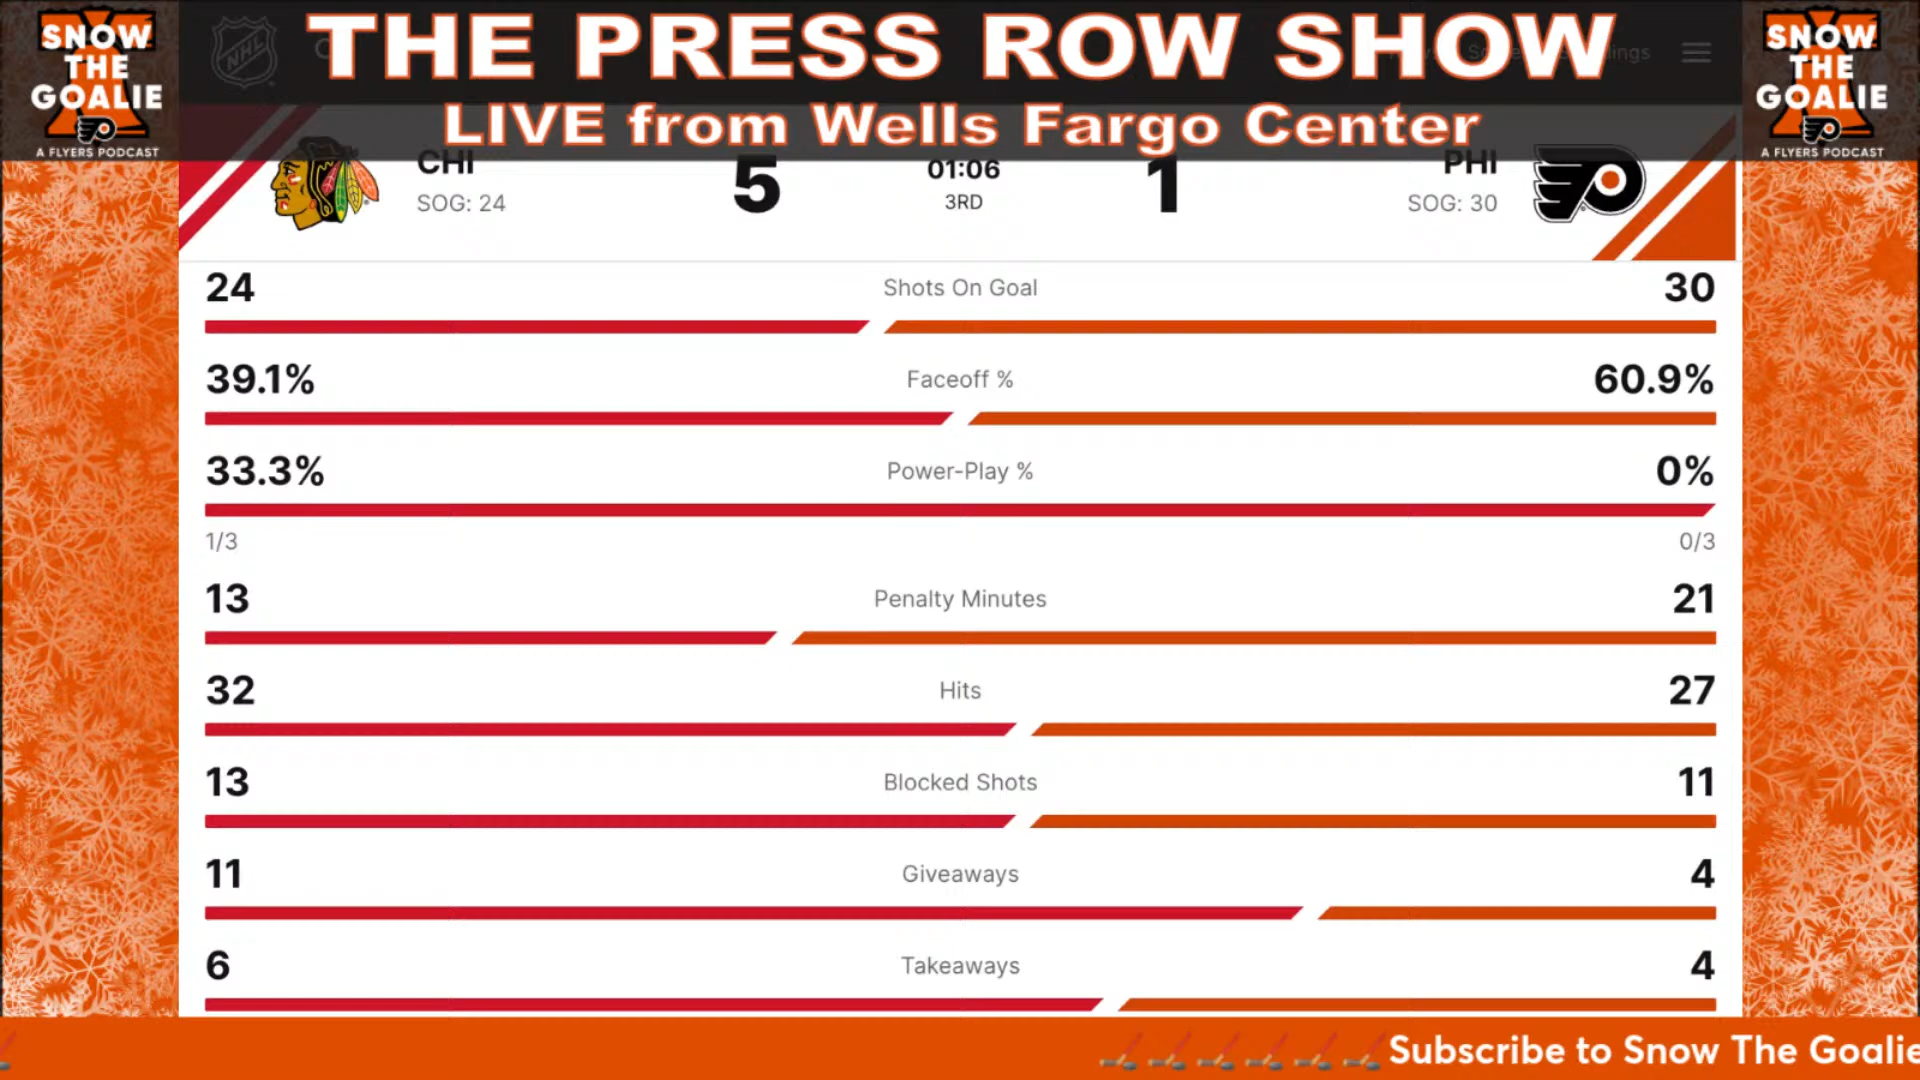 SNOW
THE
GOALIE
A FLYERS PODCAST
NHL
THE PRESS ROW SHOW
LIVE from Wells Fargo Center
SNOW
THE
GOALIE
A FLYERS PODCAST
CHI
SOG: 24
5
01:06
3RD
1
PHI
SOG: 30
24 Shots On Goal 30
39.1% Faceoff % 60.9%
33.3% Power-Play % 0%
1/3 0/3
13 Penalty Minutes 21
32 Hits 27
13 Blocked Shots 11
11 Giveaways 4
6 Takeaways 4
Subscribe to Snow The Goalie